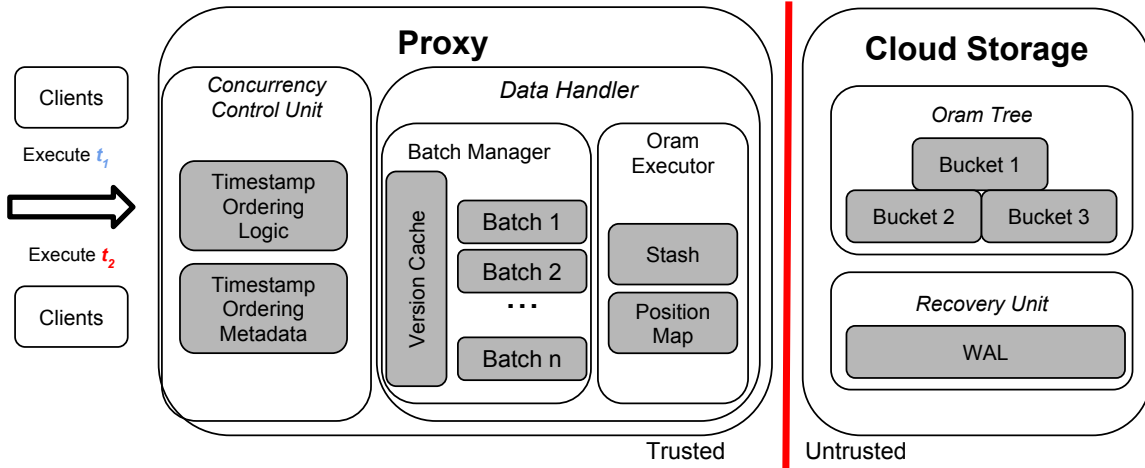 Clients
Execute t1
Execute t2
Clients
Proxy
Concurrency
Control Unit
Timestamp
Ordering
Logic
Timestamp
Ordering
Metadata
Data Handler
Batch Manager
Version Cache
Batch 1
Batch 2
...
Batch n
Oram
Executor
Stash
Position
Map
Trusted
Cloud Storage
Oram Tree
Bucket 1
Bucket 2
Bucket 3
Recovery Unit
WAL
Untrusted